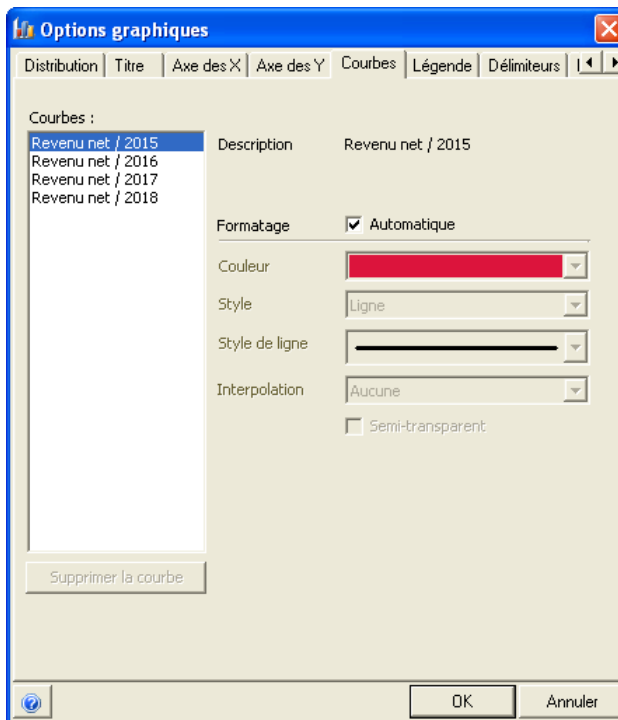 Options graphiques
Distribution Titre Axe des X Axe des Y Courbes Légende Délimiteurs
Courbes :
Revenu net / 2015
Revenu net / 2016
Revenu net / 2017
Revenu net / 2018
Description Revenu net / 2015
Formatage Automatique
Couleur
Style Ligne
Style de ligne
Interpolation Aucune
Semi-transparent
Supprimer la courbe
OK Annuler